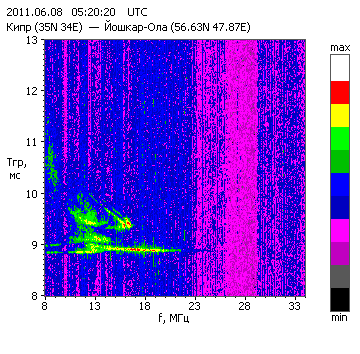 2011.06.08 05:20:20 UTC
Кипр (35N 34E) — Йошкар-Ола (56.63N 47.87E)
13
12
11
10
9
8
Тгр,
мс
8 13 18 23 28 33
f, МГц
max
min